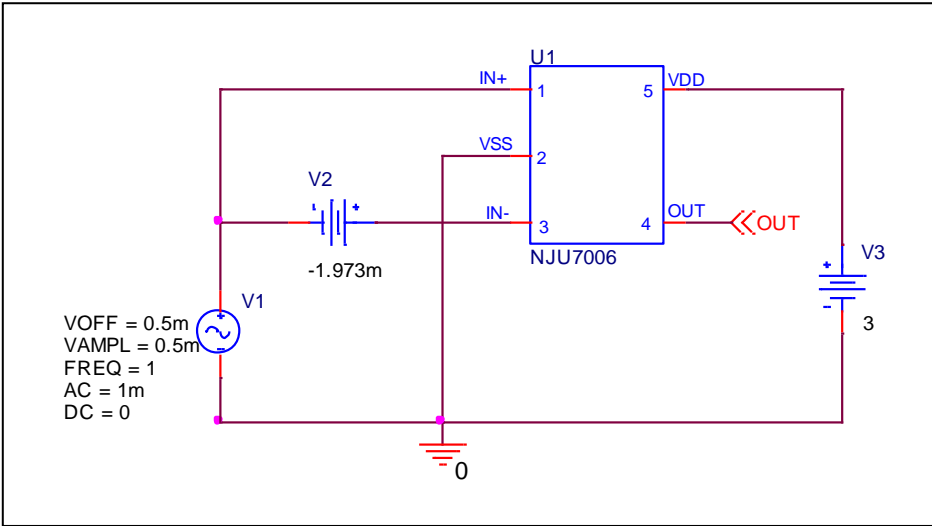 U1
IN+
1
5
VDD
VSS
2
V2
- +
IN-
3
4
OUT
OUT
-1.973m
NJU7006
V3
+
-
3
V1
+
-
VOFF = 0.5m
VAMPL = 0.5m
FREQ = 1
AC = 1m
DC = 0
0